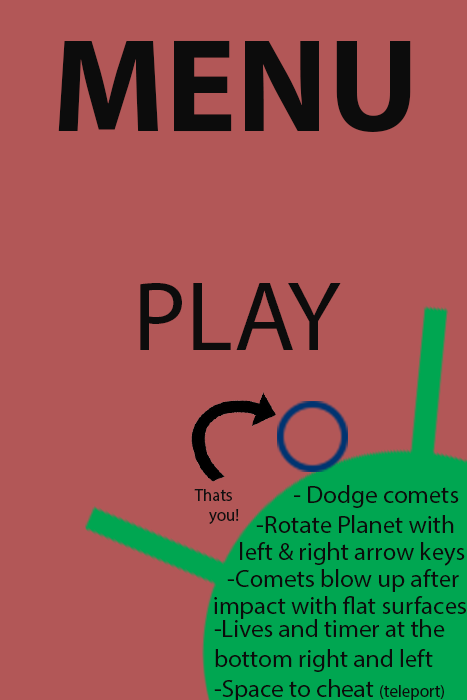 MENU
PLAY
Thats
you!
- Dodge comets
-Rotate Planet with
left & right arrow keys
-Comets blow up after
impact with flat surfaces
-Lives and timer at the
bottom right and left
-Space to cheat (teleport)